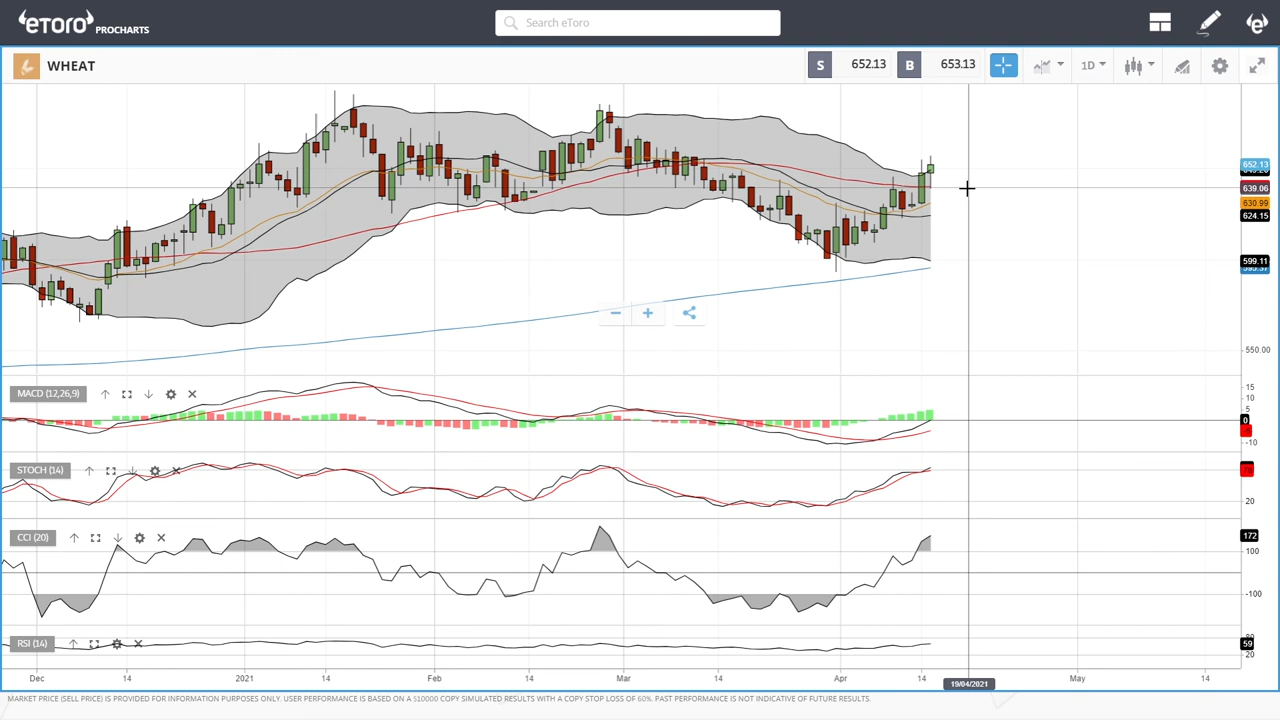 eToro PROCHARTS
Search eToro
WHEAT
S 652.13 B 653.13
1D
652.13
639.06
630.99
624.15
599.11
550.00
MACD (12,26,9)
15
10
5
0
-10
STOCH (14)
20
CCI (20)
172
100
-100
RSI (14)
59
20
Dec 14 2021 14 Feb 14 Mar 14 Apr 14 May 14
19/04/2021
MARKET PRICE (SELL PRICE) IS PROVIDED FOR INFORMATION PURPOSES ONLY. USER PERFORMANCE IS BASED ON A $10000 COPY SIMULATED RESULTS WITH A COPY STOP LOSS OF 60%. PAST PERFORMANCE IS NOT INDICATIVE OF FUTURE RESULTS.